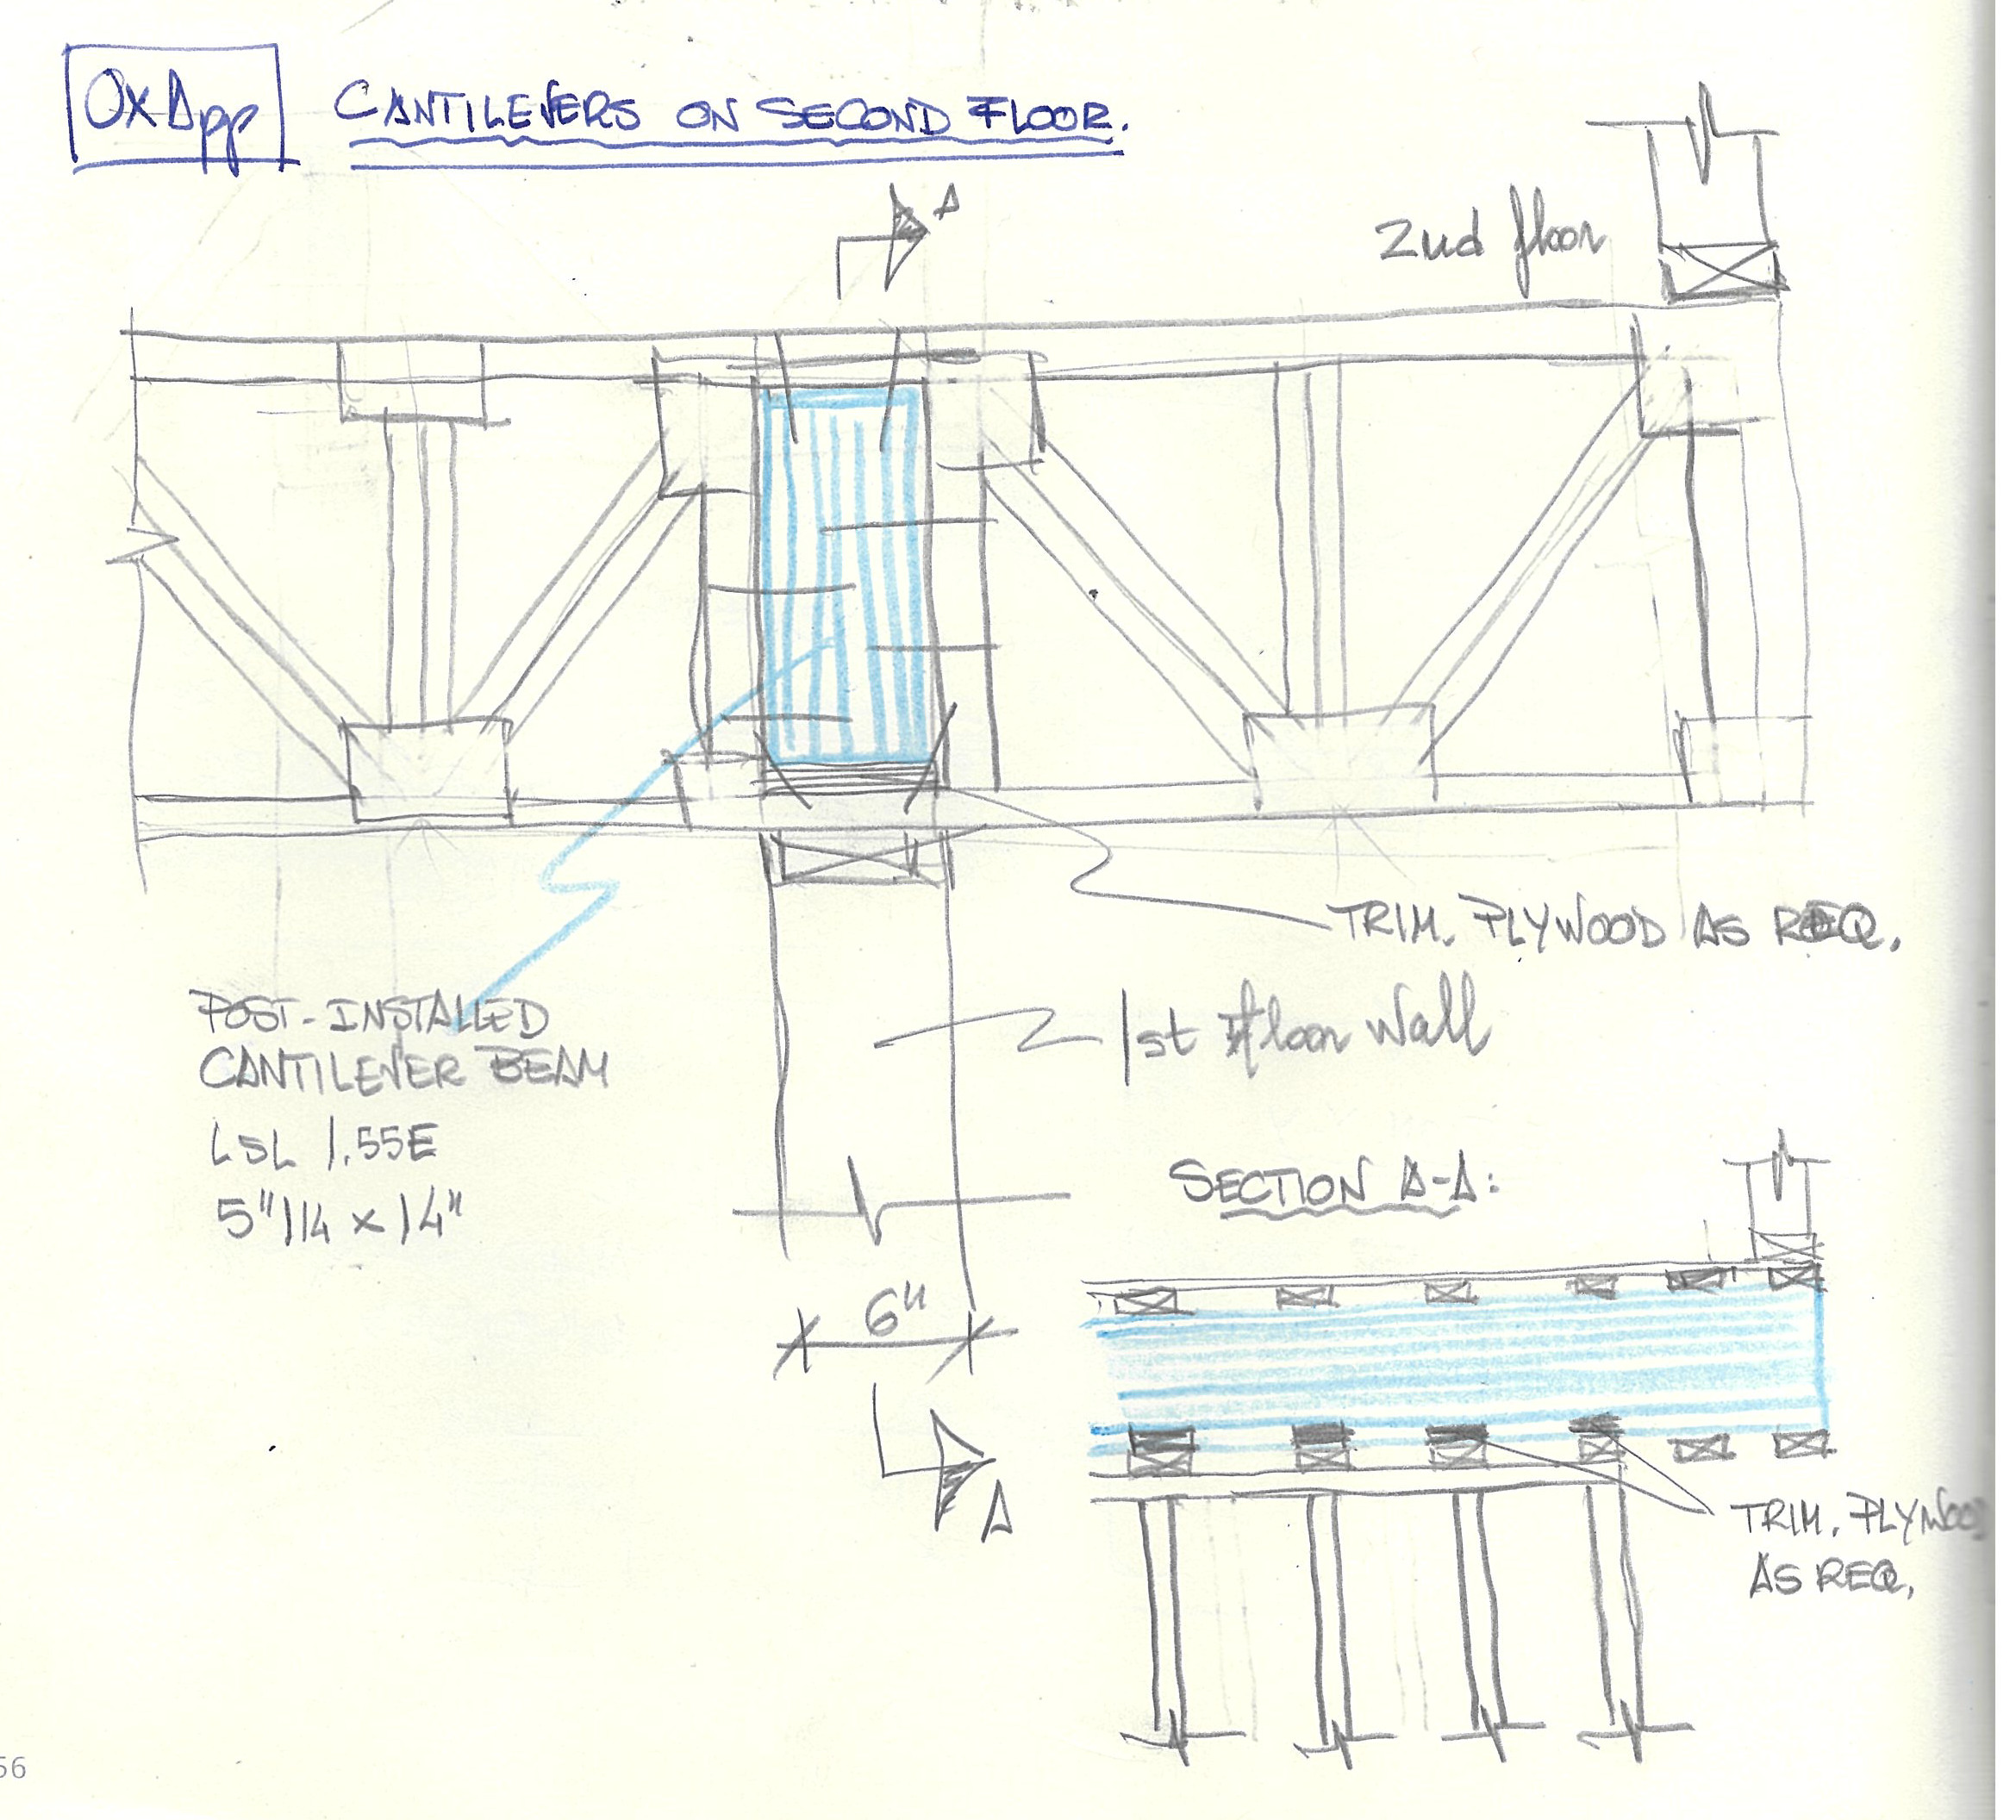 OxApp
CANTILEVERS ON SECOND FLOOR.
A
2nd floor
TRIM. PLYWOOD AS REQ.
POST-INSTALLED
CANTILEVER BEAM
LSL 1.55E
5"1/4 x 14"
1st Floor Wall
6"
A
SECTION A-A:
TRIM. PLYWOOD
AS REQ.
56